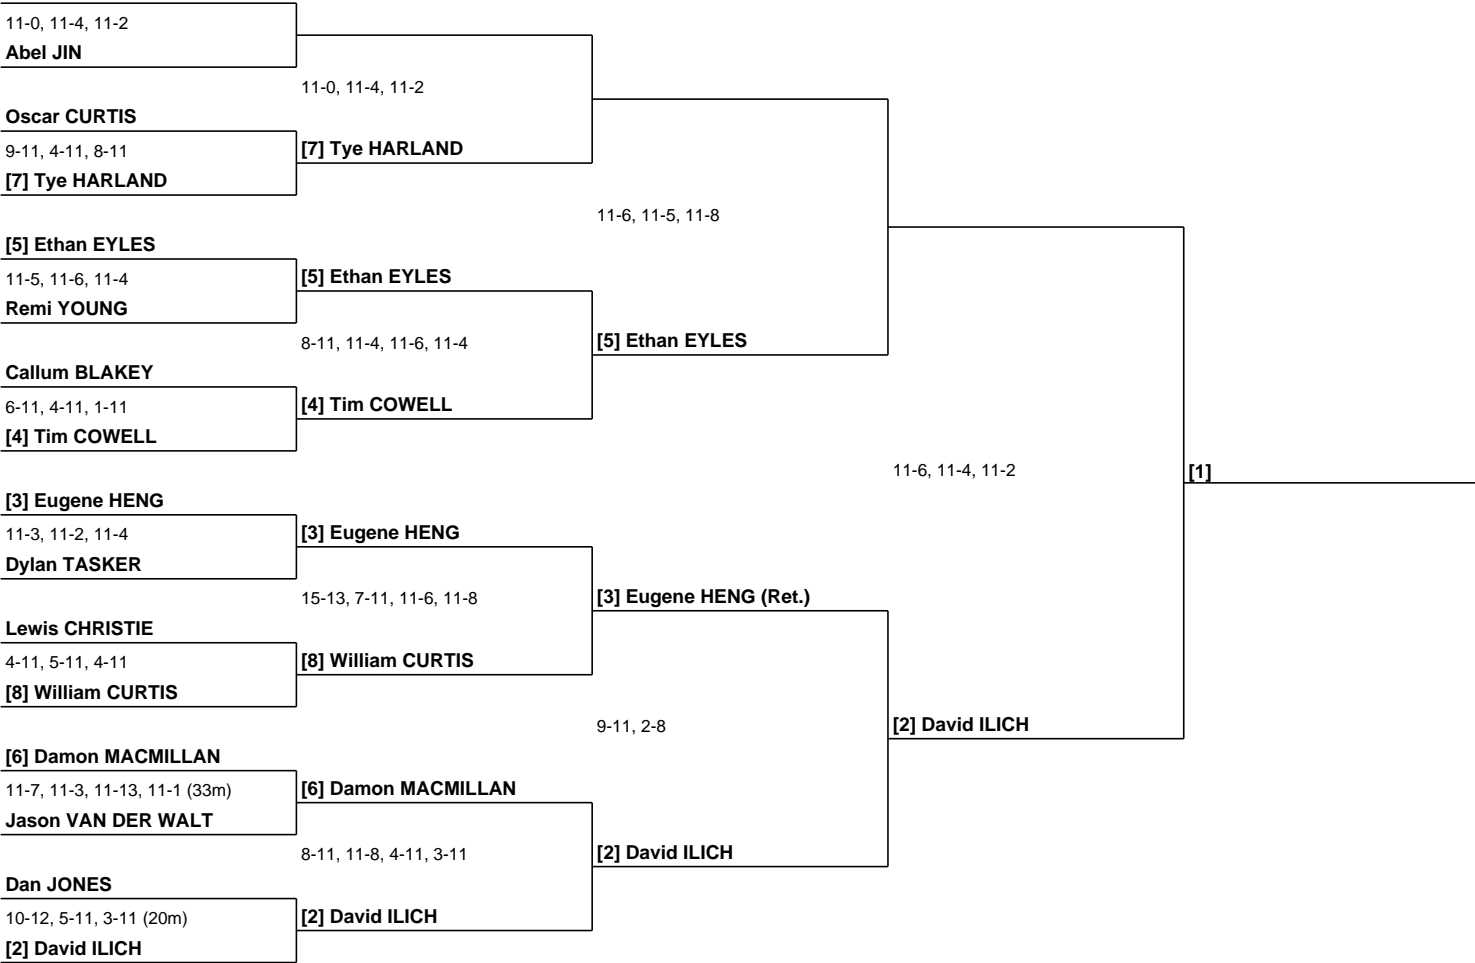 11-0, 11-4, 11-2
Abel JIN
11-0, 11-4, 11-2
Oscar CURTIS
9-11, 4-11, 8-11
[7] Tye HARLAND
[7] Tye HARLAND
11-6, 11-5, 11-8
[5] Ethan EYLES
11-5, 11-6, 11-4
[5] Ethan EYLES
Remi YOUNG
8-11, 11-4, 11-6, 11-4
[5] Ethan EYLES
Callum BLAKEY
6-11, 4-11, 1-11
[4] Tim COWELL
[4] Tim COWELL
11-6, 11-4, 11-2
[1]
[3] Eugene HENG
11-3, 11-2, 11-4
[3] Eugene HENG
Dylan TASKER
15-13, 7-11, 11-6, 11-8
[3] Eugene HENG (Ret.)
Lewis CHRISTIE
4-11, 5-11, 4-11
[8] William CURTIS
[8] William CURTIS
9-11, 2-8
[2] David ILICH
[6] Damon MACMILLAN
11-7, 11-3, 11-13, 11-1 (33m)
[6] Damon MACMILLAN
Jason VAN DER WALT
8-11, 11-8, 4-11, 3-11
[2] David ILICH
Dan JONES
10-12, 5-11, 3-11 (20m)
[2] David ILICH
[2] David ILICH